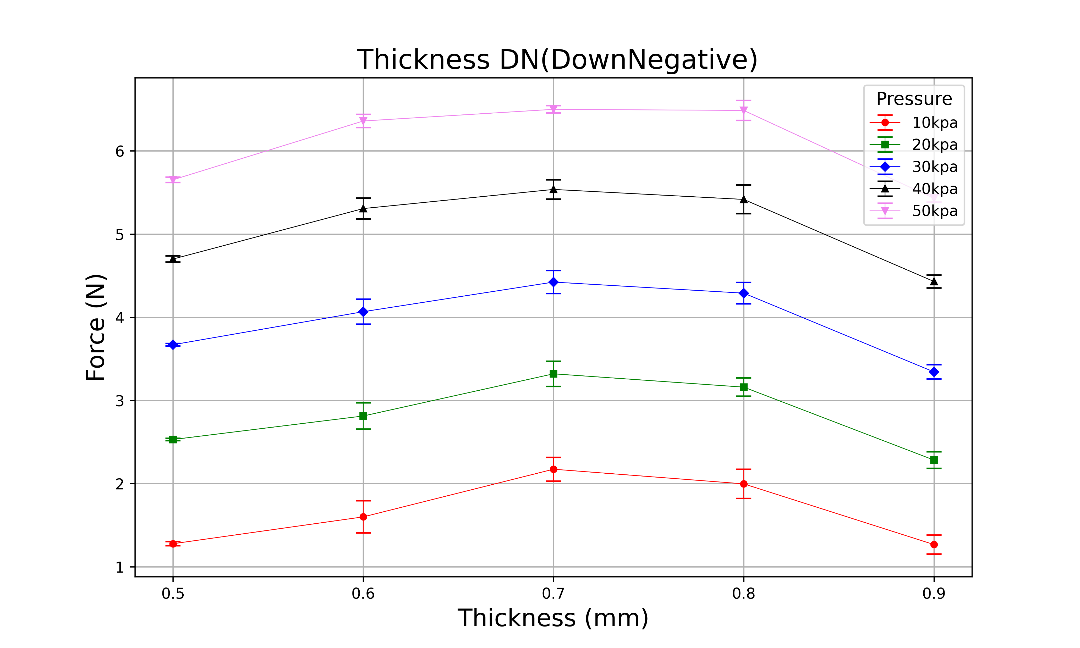 Thickness DN(DownNegative)
Pressure
10kpa
20kpa
30kpa
40kpa
50kpa
Force (N)
6
5
4
3
2
1
0.5 0.6 0.7 0.8 0.9
Thickness (mm)